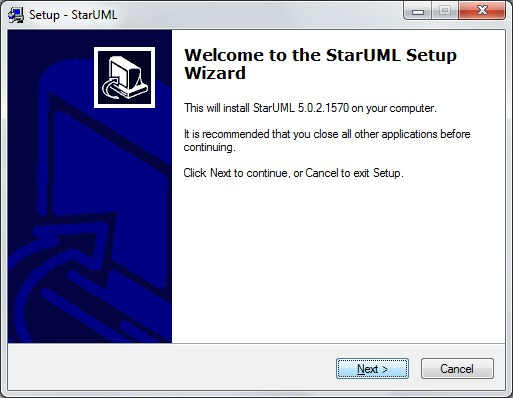 Setup - StarUML
Welcome to the StarUML Setup
Wizard
This will install StarUML 5.0.2.1570 on your computer.
It is recommended that you close all other applications before
continuing.
Click Next to continue, or Cancel to exit Setup.
Next >
Cancel